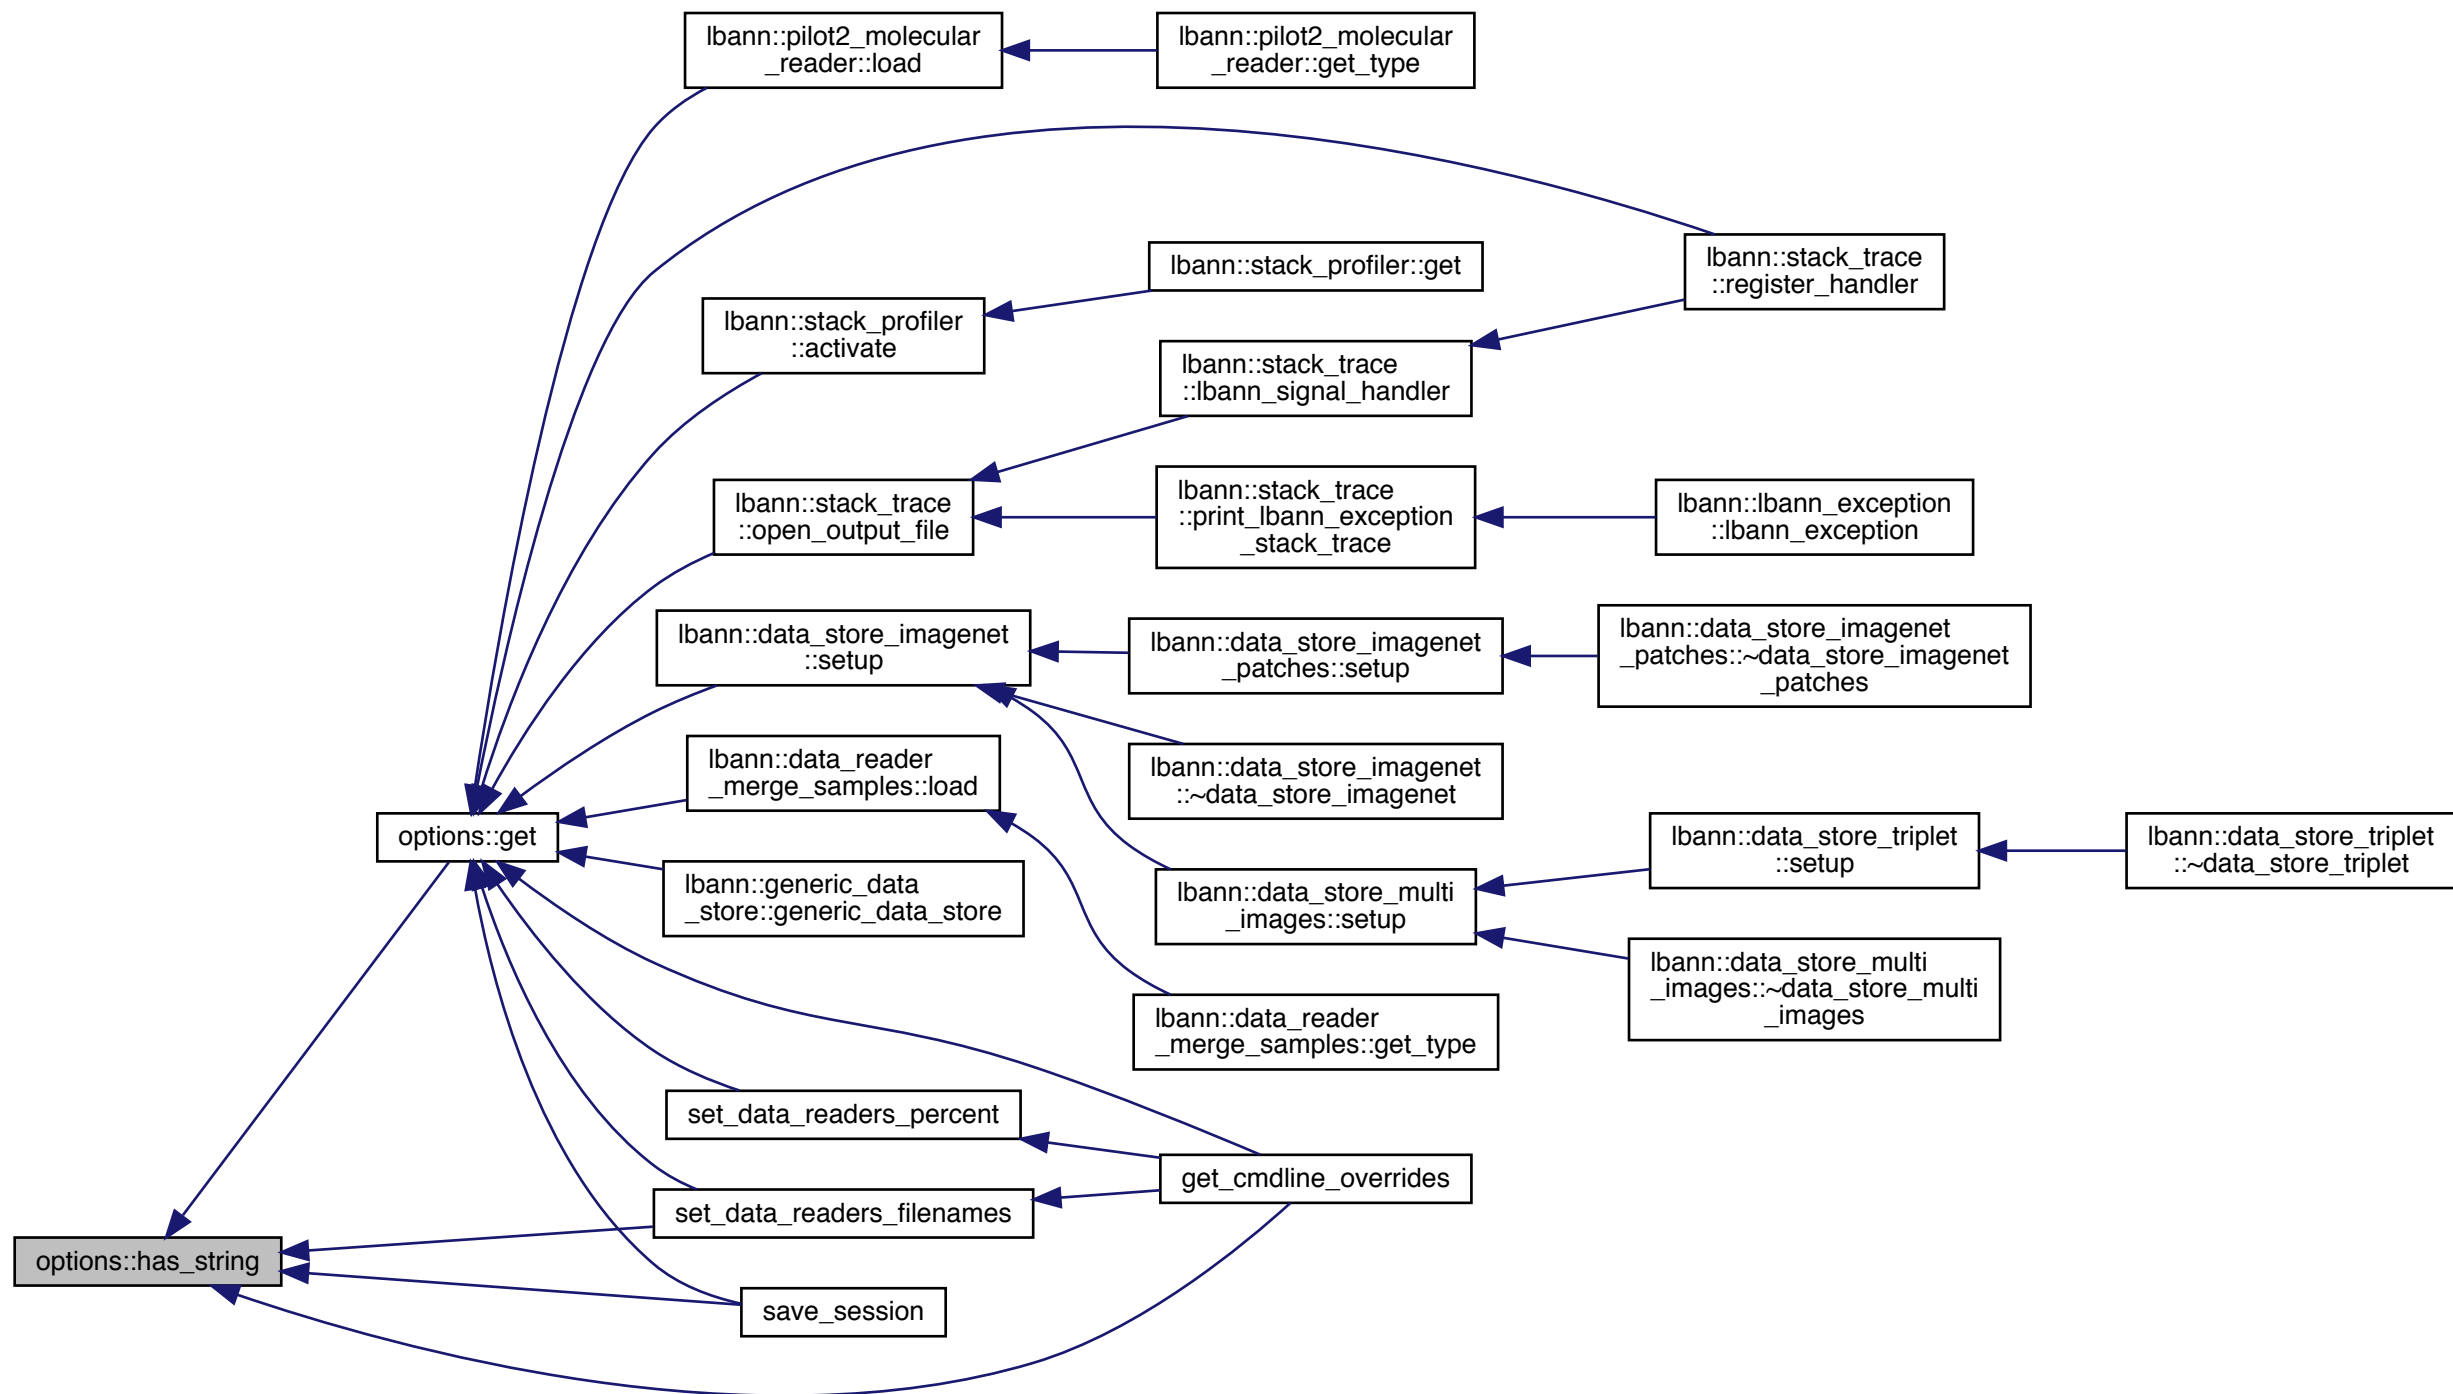 lbann::pilot2_molecular
_reader::load
lbann::pilot2_molecular
_reader::get_type
lbann::stack_trace
::register_handler
lbann::stack_profiler::get
lbann::stack_profiler
::activate
lbann::stack_trace
::lbann_signal_handler
lbann::stack_trace
::open_output_file
lbann::stack_trace
::print_lbann_exception
_stack_trace
lbann::lbann_exception
::lbann_exception
lbann::data_store_imagenet
::setup
lbann::data_store_imagenet
_patches::setup
lbann::data_store_imagenet
_patches::~data_store_imagenet
_patches
lbann::data_reader
_merge_samples::load
lbann::data_store_imagenet
::~data_store_imagenet
options::get
lbann::data_store_triplet
::setup
lbann::data_store_triplet
::~data_store_triplet
lbann::generic_data
_store::generic_data_store
lbann::data_store_multi
_images::setup
lbann::data_store_multi
_images::~data_store_multi
_images
lbann::data_reader
_merge_samples::get_type
set_data_readers_percent
get_cmdline_overrides
set_data_readers_filenames
options::has_string
save_session